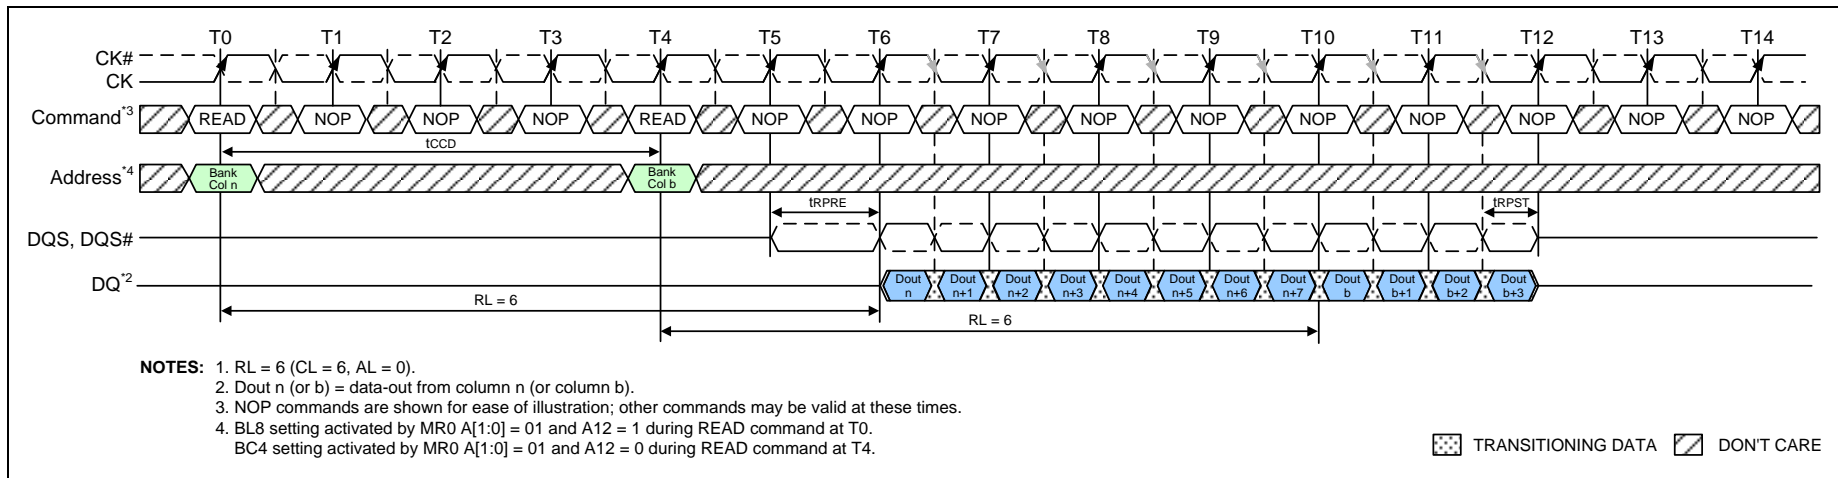 T0 T1 T2 T3 T4 T5 T6 T7 T8 T9 T10 T11 T12 T13 T14
CK#
CK
Command*3 READ NOP NOP NOP READ NOP NOP NOP NOP NOP NOP NOP NOP NOP NOP
tCCD
Address*4 Bank Col n Bank Col b
tRPRE tRPST
DQS, DQS#
DQ*2 Dout n Dout n+1 Dout n+2 Dout n+3 Dout n+4 Dout n+5 Dout n+6 Dout n+7 Dout b Dout b+1 Dout b+2 Dout b+3
RL = 6
RL = 6
NOTES: 1. RL = 6 (CL = 6, AL = 0).
2. Dout n (or b) = data-out from column n (or column b).
3. NOP commands are shown for ease of illustration; other commands may be valid at these times.
4. BL8 setting activated by MR0 A[1:0] = 01 and A12 = 1 during READ command at T0.
BC4 setting activated by MR0 A[1:0] = 01 and A12 = 0 during READ command at T4.
TRANSITIONING DATA DON'T CARE